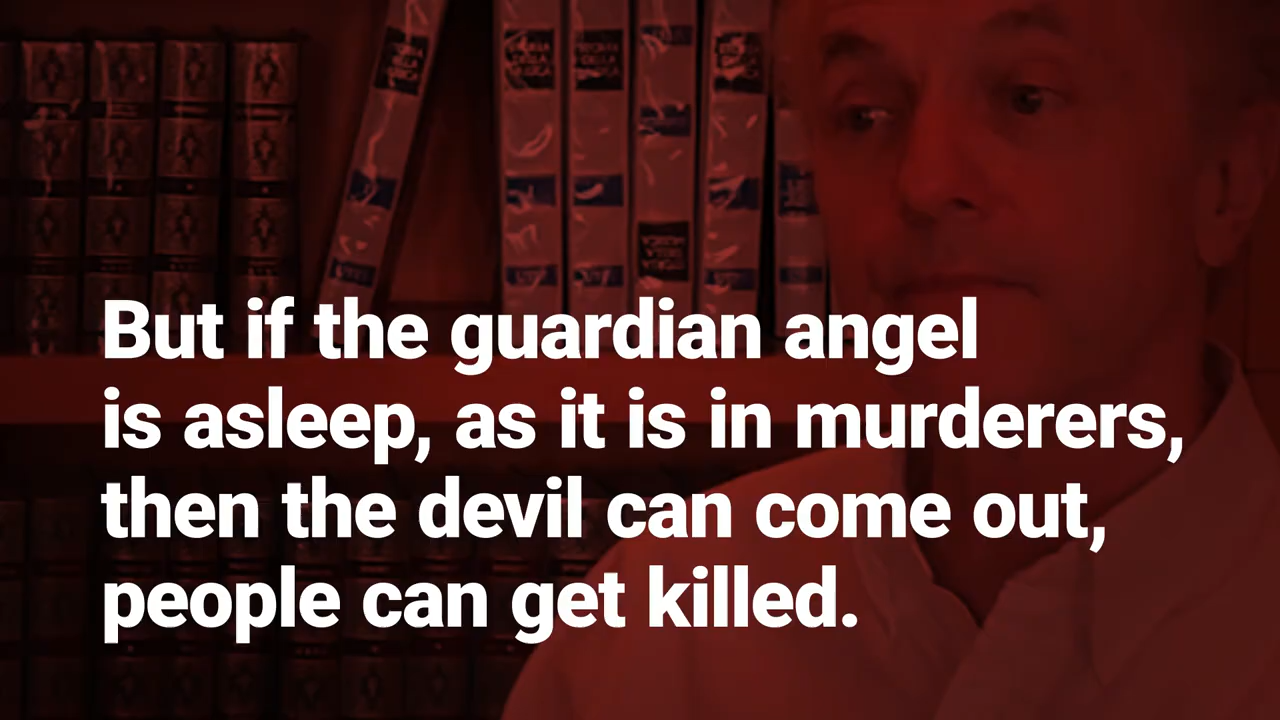 But if the guardian angel
is asleep, as it is in murderers,
then the devil can come out,
people can get killed.